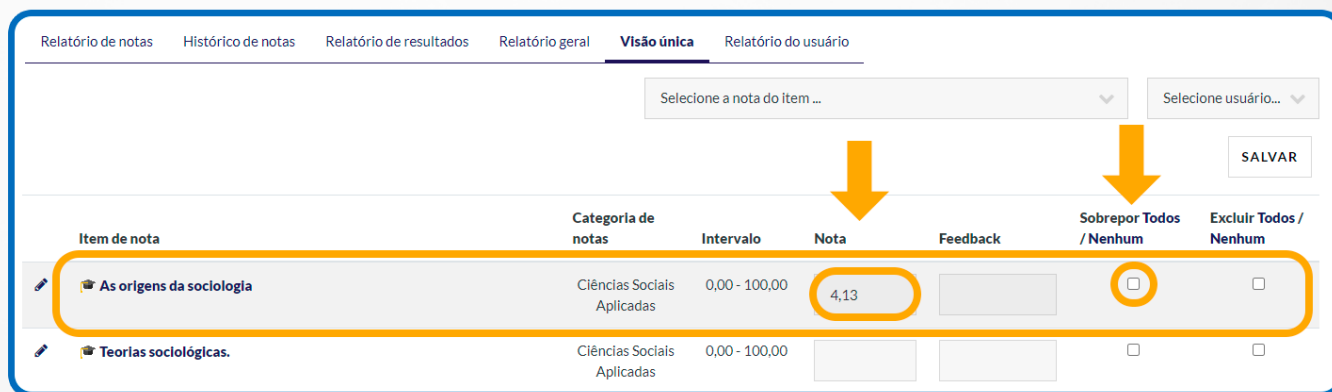 Relatório de notas Histórico de notas Relatório de resultados Relatório geral Visão única Relatório do usuário
Selecione a nota do item ... Selecione usuário...
SALVAR
Item de nota Categoria de notas Intervalo Nota Feedback Sobrepor Todos / Nenhum Excluir Todos / Nenhum
As origens da sociologia Ciências Sociais Aplicadas 0,00 - 100,00 4,13
Teorias sociológicas. Ciências Sociais Aplicadas 0,00 - 100,00